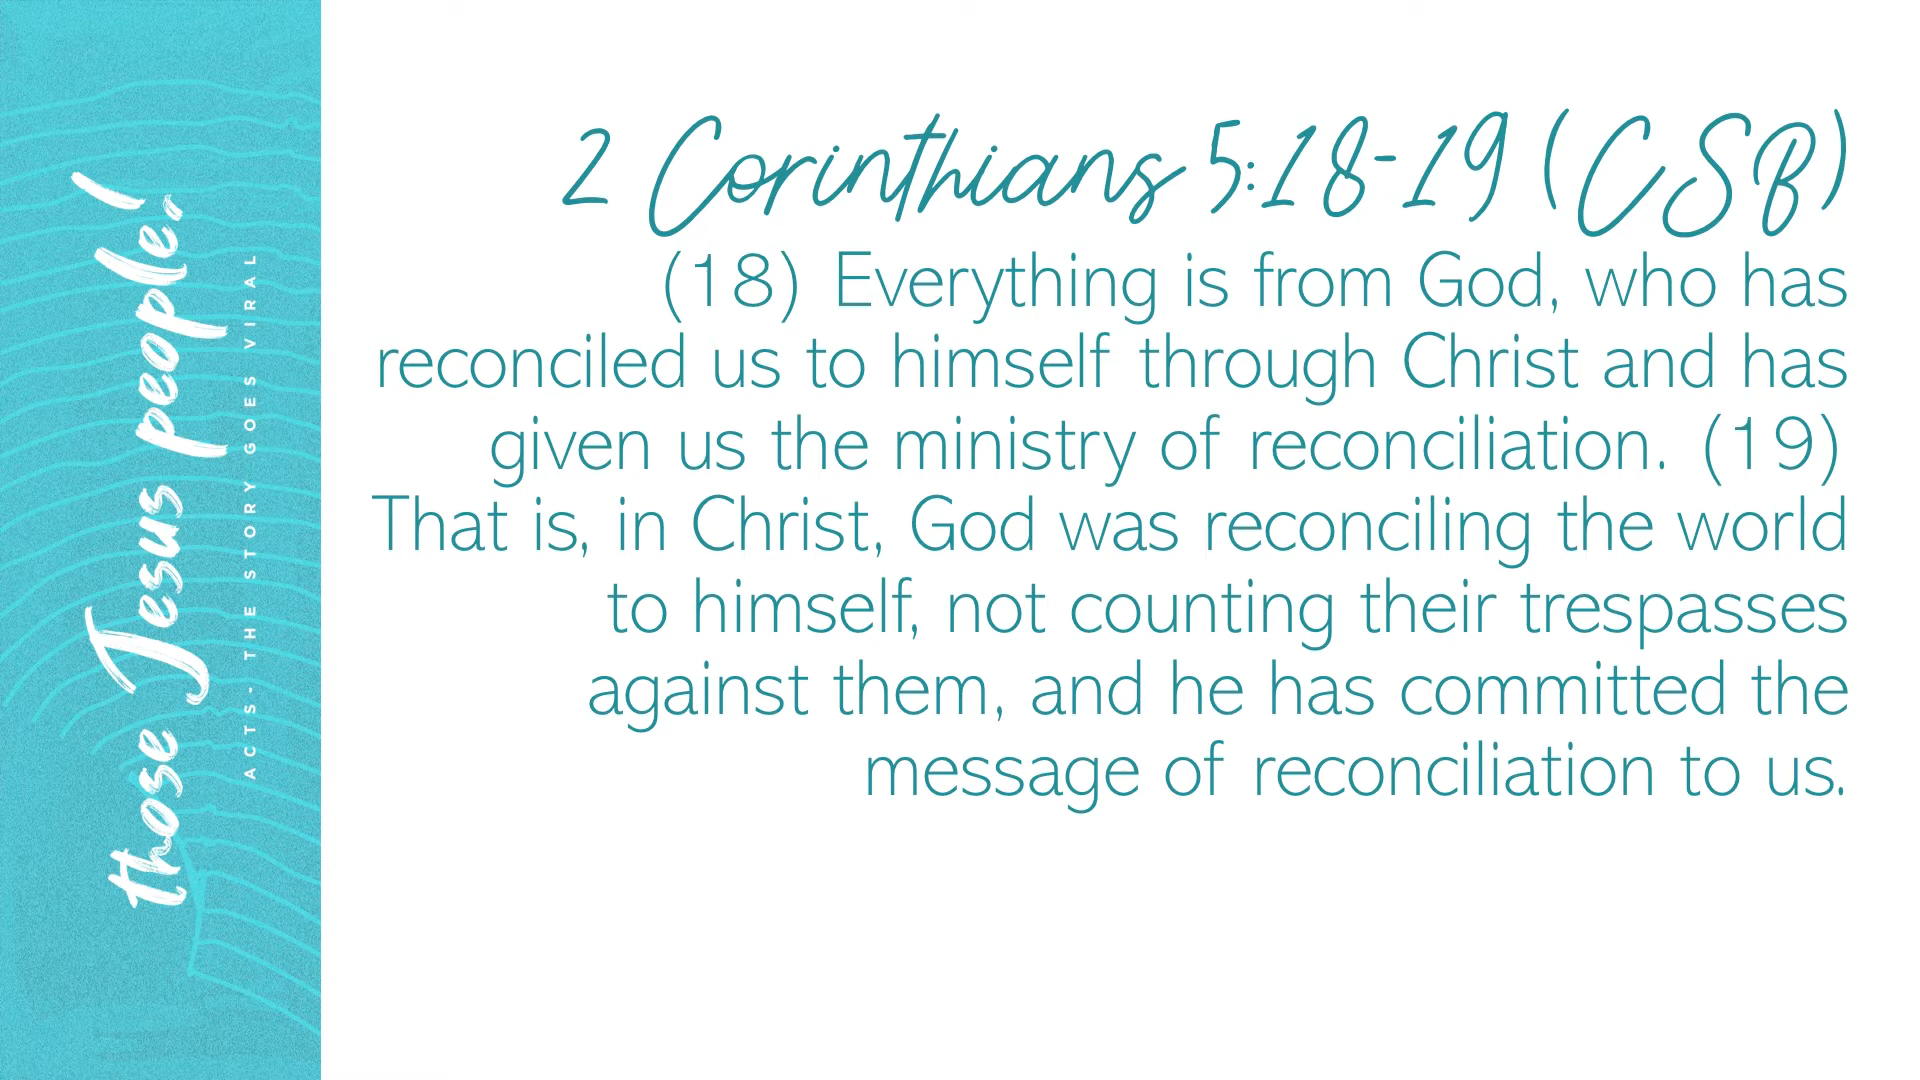 those Jesus people!
ACTS- THE STORY GOES VIRAL
2 Corinthians 5:18-19 (CSB)
(18) Everything is from God, who has
reconciled us to himself through Christ and has
given us the ministry of reconciliation. (19)
That is, in Christ, God was reconciling the world
to himself, not counting their trespasses
against them, and he has committed the
message of reconciliation to us.